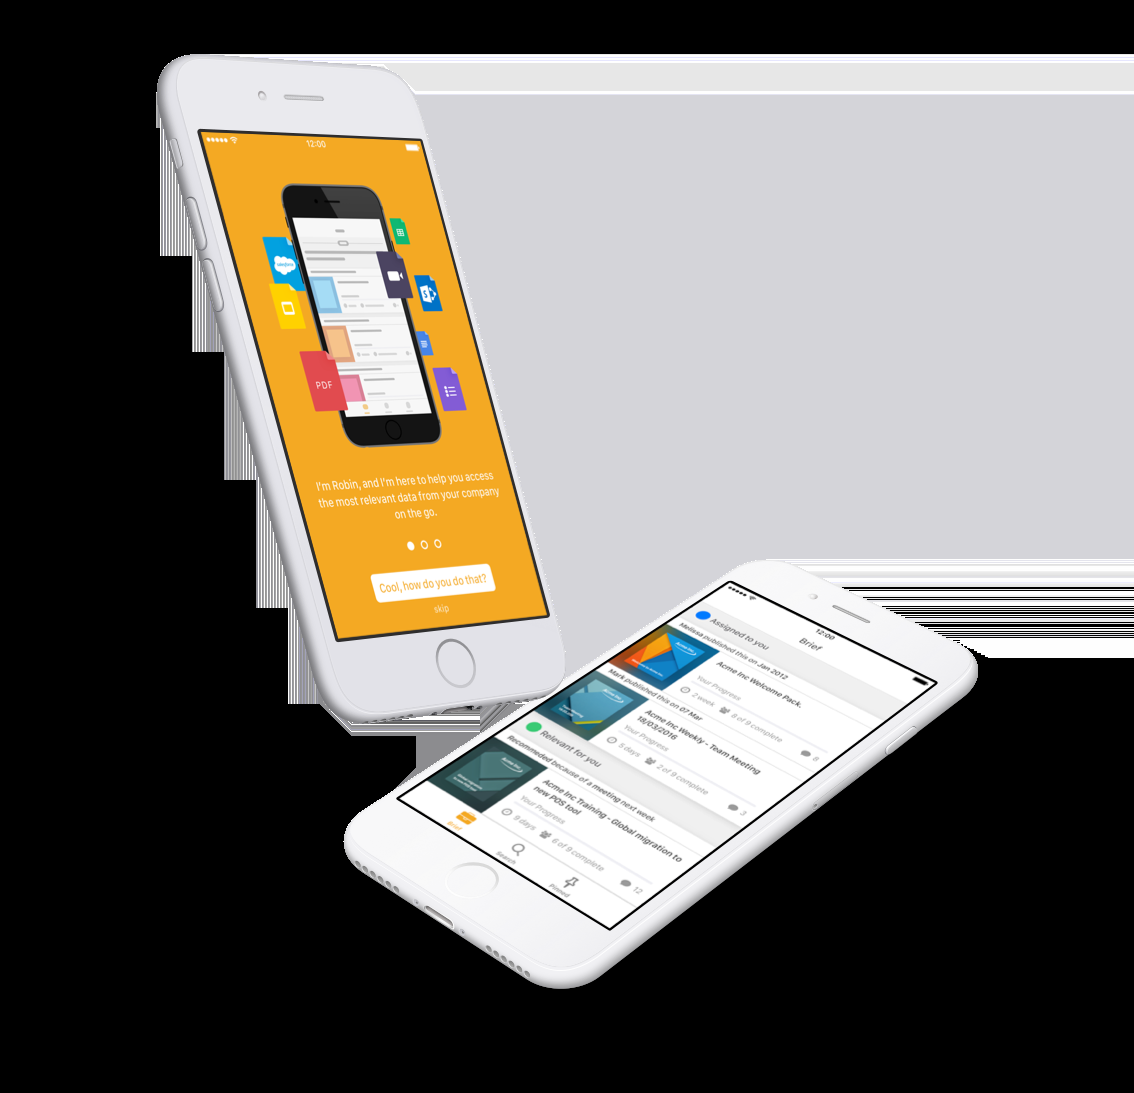 12:00
PDF
I'm Robin, and I'm here to help you access
the most relevant data from your company
on the go.
Cool, how do you do that?
skip
12:00
Brief
Assigned to you
Melissa published this on Jan 2012
Acme Inc Welcome Pack.
Your Progress
2 week
8 of 9 complete
8
Mark published this on 07 Mar
Acme Inc Weekly - Team Meeting
18/03/2016
Your Progress
5 days
2 of 9 complete
3
Relevant for you
Recommeded because of a meeting next week
Acme Inc Training - Global migration to
new POS tool
Your Progress
9 days
6 of 9 complete
12
Brief
Search
Pinned